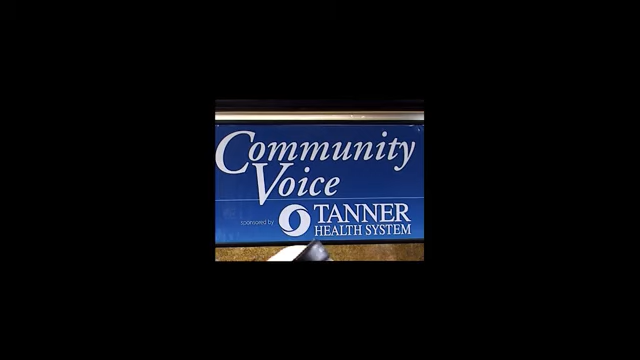 Community
Voice
sponsored by
TANNER
HEALTH SYSTEM